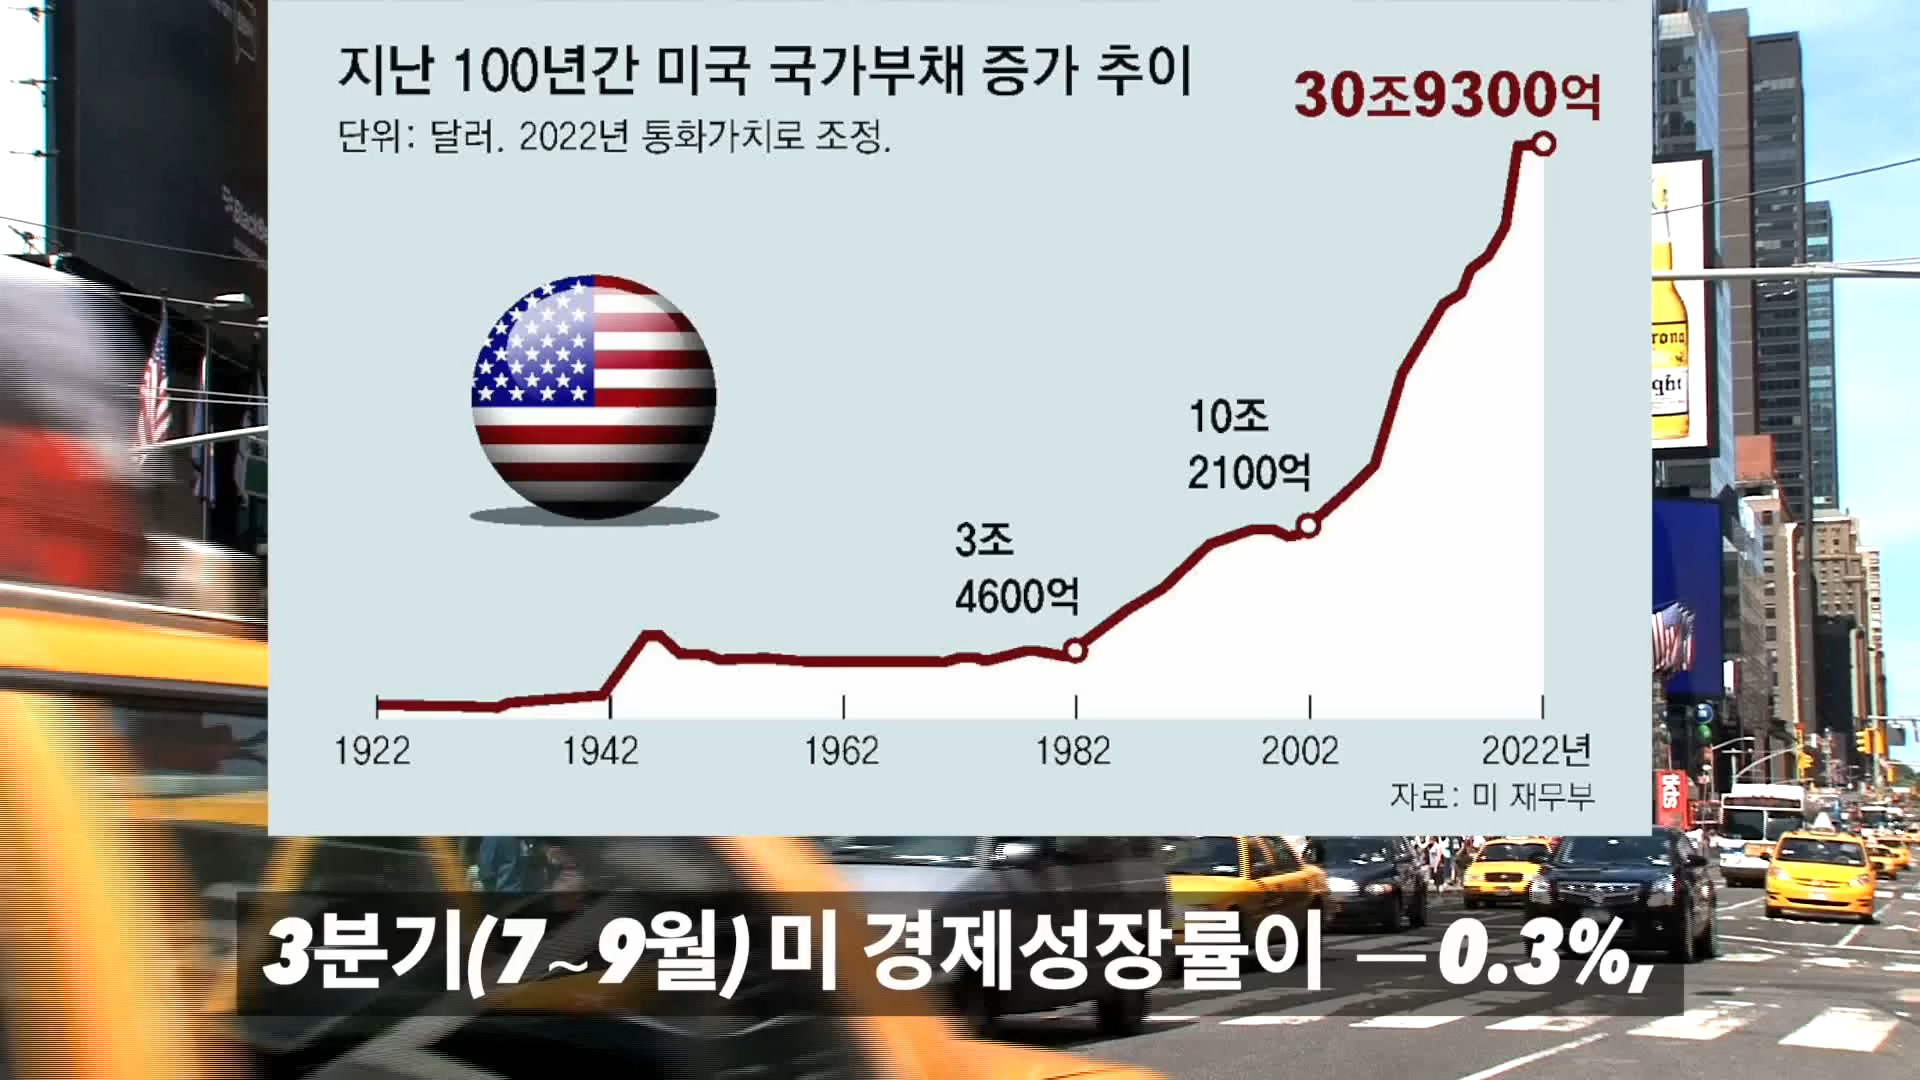 지난 100년간 미국 국가부채 증가 추이
단위: 달러. 2022년 통화가치로 조정.
30조9300억
10조
2100억
3조
4600억
1922
1942
1962
1982
2002
2022년
자료: 미 재무부
tkts
3분기(7~9월) 미 경제성장률이 —0.3%,